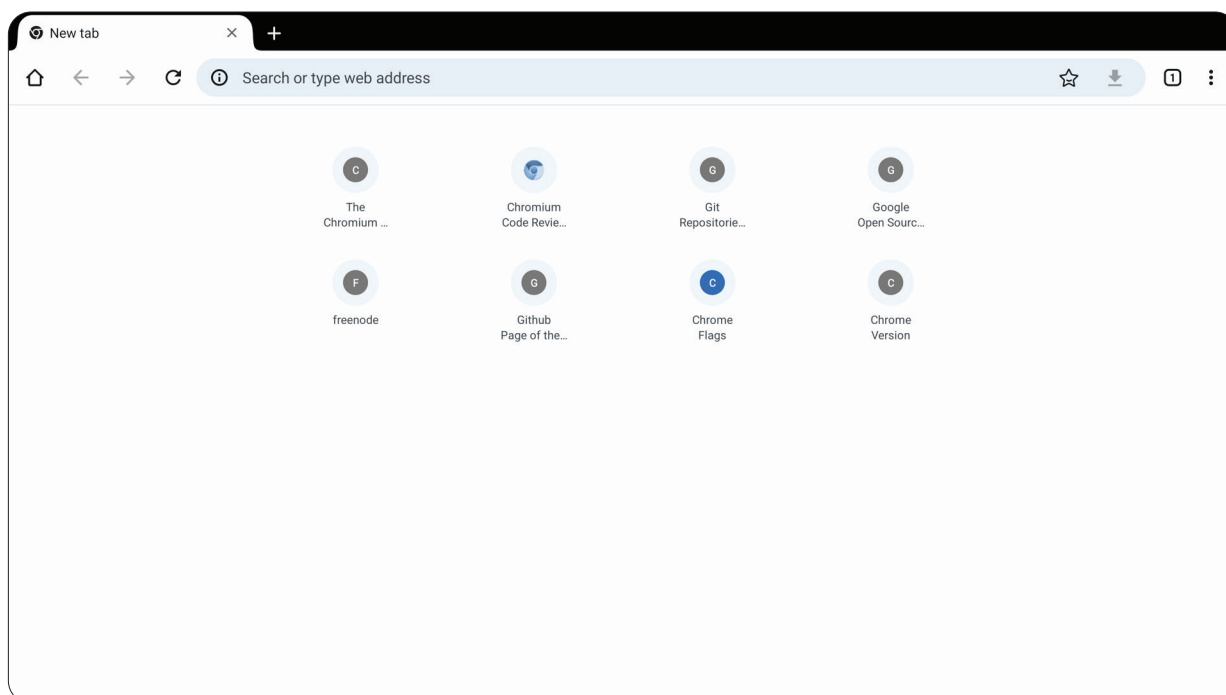 New tab
1
Search or type web address
C
The
Chromium ...
Chromium
Code Revie...
G
Git
Repositorie...
G
Google
Open Sourc...
F
freenode
G
Github
Page of the...
C
Chrome
Flags
C
Chrome
Version